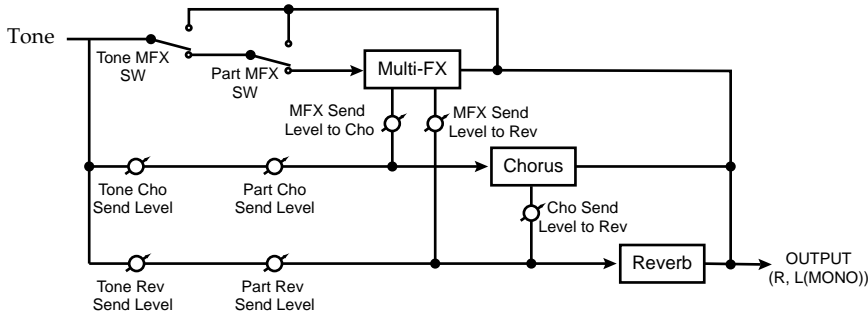 Tone
Tone MFX
SW
Part MFX
SW
Multi-FX
MFX Send
Level to Cho
MFX Send
Level to Rev
Tone Cho
Send Level
Part Cho
Send Level
Chorus
Cho Send
Level to Rev
Tone Rev
Send Level
Part Rev
Send Level
Reverb
OUTPUT
(R, L(MONO))